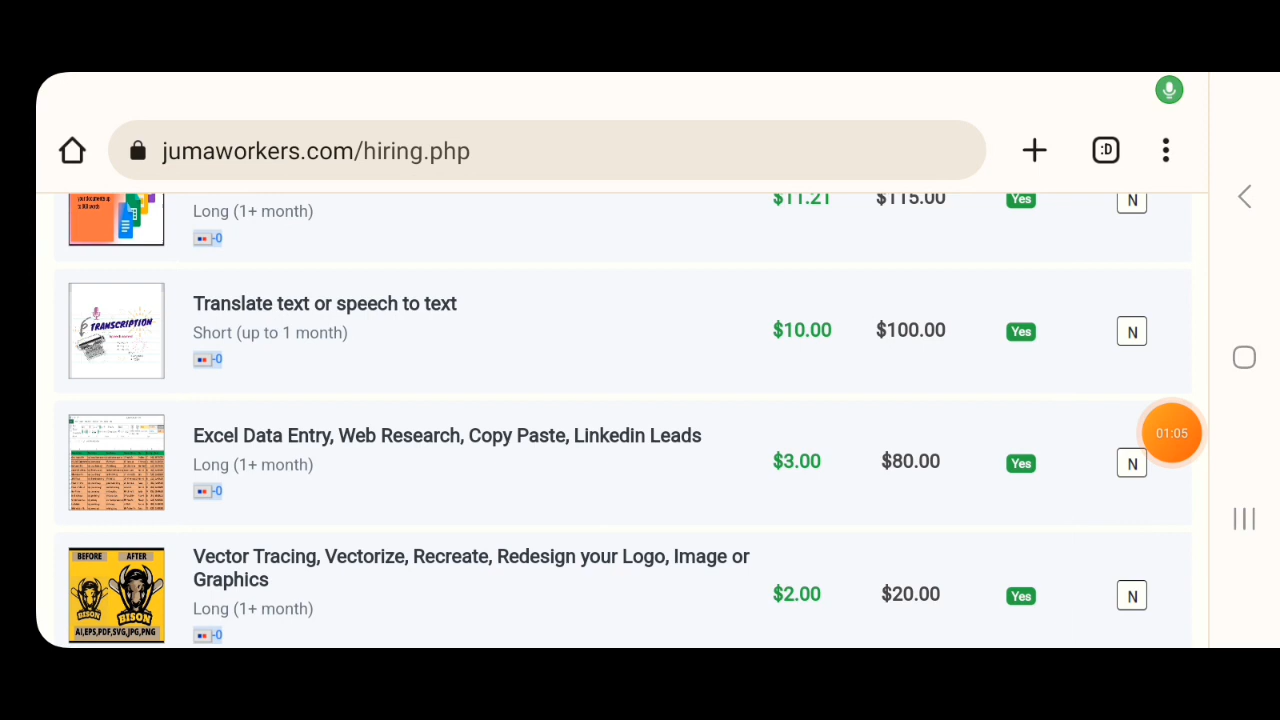 :D
jumaworkers.com/hiring.php
Long (1+ month)
$11.21
$115.00
Yes
N
-0
TRANSCRIPTION
Translate text or speech to text
Short (up to 1 month)
-0
$10.00
$100.00
Yes
N
Excel Data Entry, Web Research, Copy Paste, Linkedin Leads
Long (1+ month)
-0
$3.00
$80.00
Yes
N
01:05
BEFORE AFTER
BISON
BISON
AI,EPS,PDF,SVG,JPG,PNG
Vector Tracing, Vectorize, Recreate, Redesign your Logo, Image or
Graphics
Long (1+ month)
-0
$2.00
$20.00
Yes
N